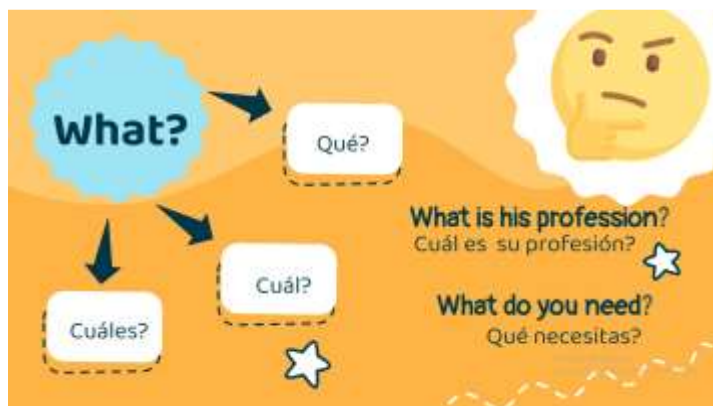 What?
Qué?
Cuál?
Cuáles?
What is his profession?
Cuál es su profesión?
What do you need?
Qué necesitas?